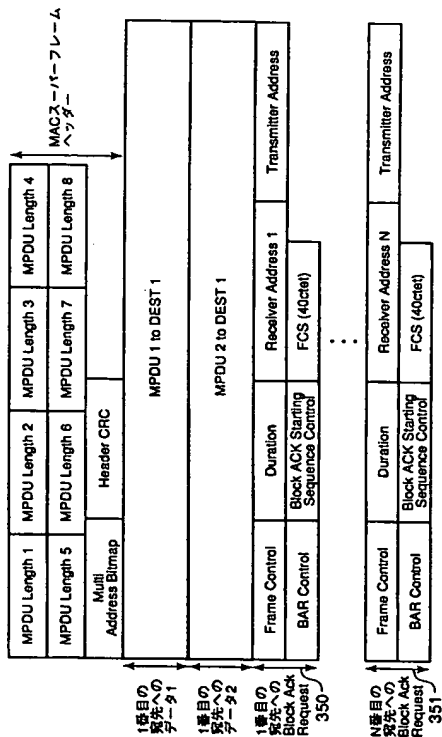 MACスーパーフレーム
ヘッダー
MPDU Length 1
MPDU Length 2
MPDU Length 3
MPDU Length 4
MPDU Length 5
MPDU Length 6
MPDU Length 7
MPDU Length 8
Multi
Address Bitmap
Header CRC
1番目の
宛先への
データ1
MPDU 1 to DEST 1
1番目の
宛先への
データ2
MPDU 2 to DEST 1
1番目の
宛先への
Block Ack
Request
350
Frame Control
Duration
Receiver Address 1
Transmitter Address
BAR Control
Block ACK Starting
Sequence Control
FCS (4Octet)
N番目の
宛先への
Block Ack
Request
351
Frame Control
Duration
Receiver Address N
Transmitter Address
BAR Control
Block ACK Starting
Sequence Control
FCS (4Octet)